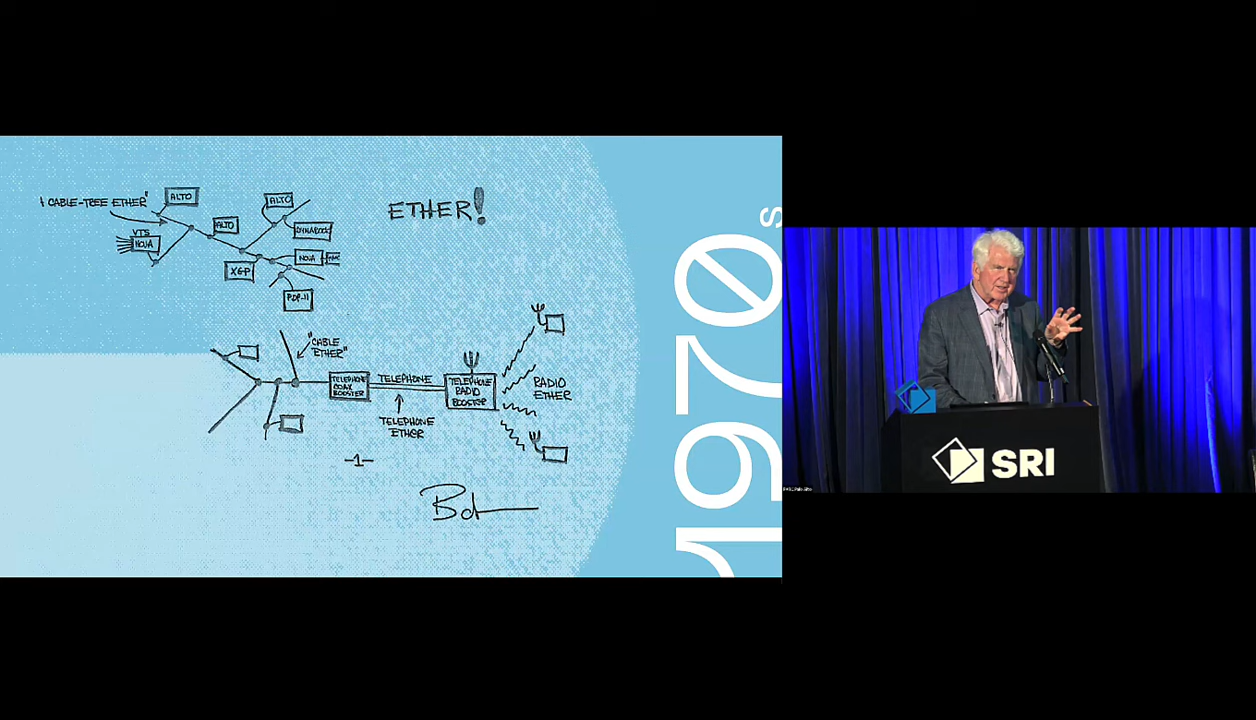 "CABLE-TREE ETHER"
ALTO
ALTO
ETHER!
ALTO
DYNABOOK
VTS
NOVA
NOVA
XGP
PDP-11
"CABLE
ETHER"
TELEPHONE
COAX
BOOSTER
TELEPHONE
TELEPHONE
ETHER
TELEPHONE
RADIO
BOOSTER
RADIO
ETHER
-1-
1970s
SRI